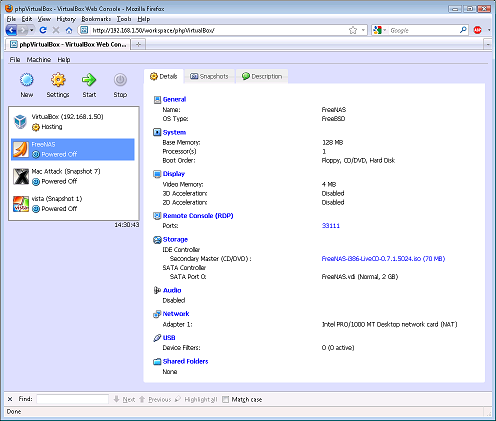 phpVirtualBox - VirtualBox Web Console - Mozilla Firefox
File Edit View History Bookmarks Tools Help
http://192.168.1.50/workspace/phpVirtualBox/
Google
phpVirtualBox - VirtualBox Web Con...
File Machine Help
New Settings Start Stop
Details Snapshots Description
VirtualBox (192.168.1.50)
Hosting
FreeNAS
Powered Off
Mac Attack (Snapshot 7)
Powered Off
vista (Snapshot 1)
Powered Off
14:30:43
General
Name: FreeNAS
OS Type: FreeBSD
System
Base Memory: 128 MB
Processor(s) 1
Boot Order: Floppy, CD/DVD, Hard Disk
Display
Video Memory: 4 MB
3D Acceleration: Disabled
2D Acceleration: Disabled
Remote Console (RDP)
Ports: 33111
Storage
IDE Controller
Secondary Master (CD/DVD) : FreeNAS-i386-LiveCD-0.7.1.5024.iso (70 MB)
SATA Controller
SATA Port 0: FreeNAS.vdi (Normal, 2 GB)
Audio
Disabled
Network
Adapter 1: Intel PRO/1000 MT Desktop network card (NAT)
USB
Device Filters: 0 (0 active)
Shared Folders
None
Find: Next Previous Highlight all Match case
Done